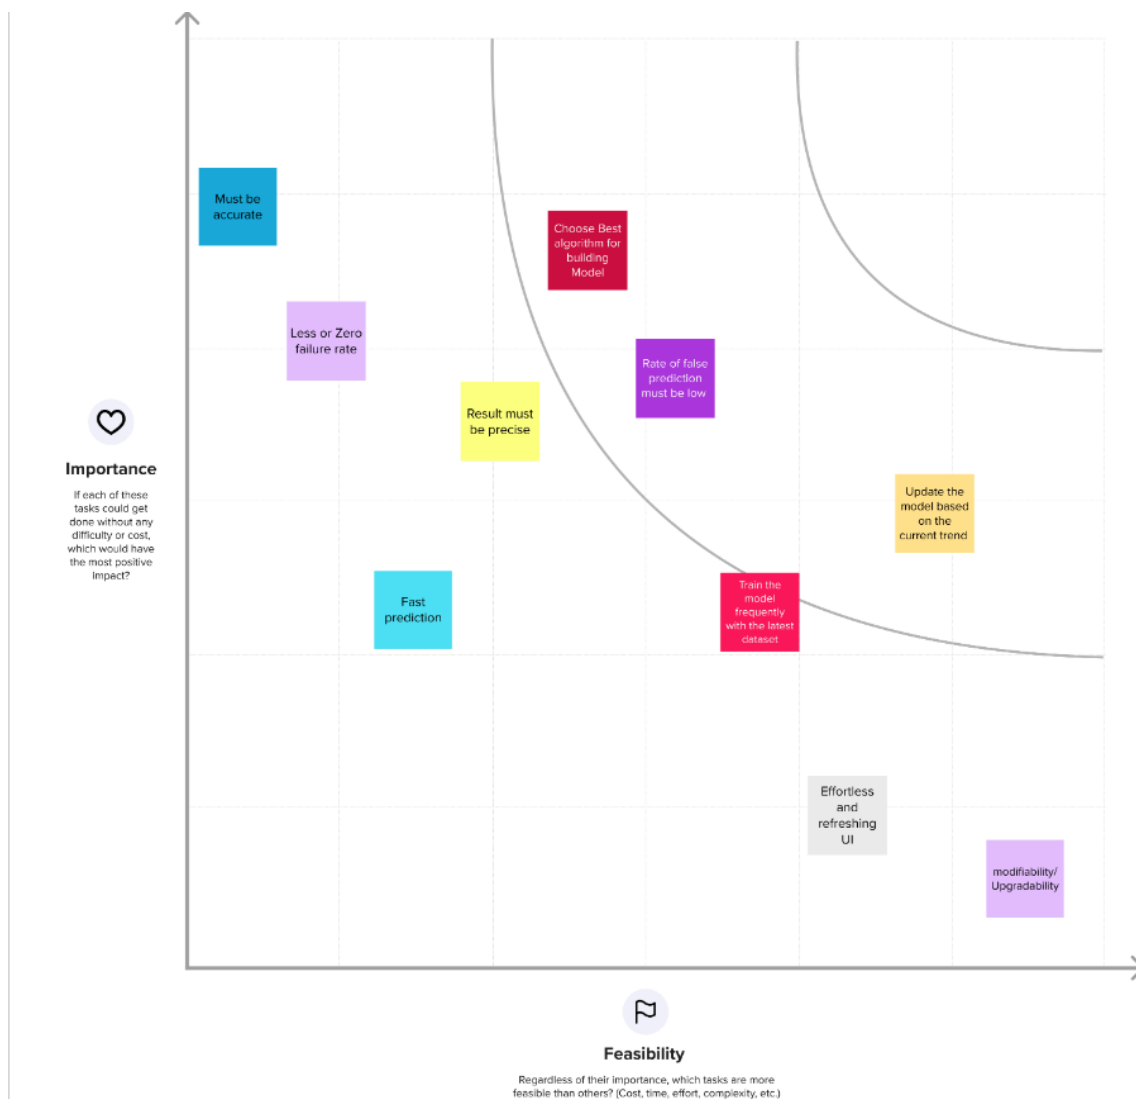 Must be
accurate
Choose Best
algorithm for
building
Model
Less or Zero
failure rate
Rate of false
prediction
must be low
Result must
be precise
Importance
If each of these
tasks could get
done without any
difficulty or cost,
which would have
the most positive
impact?
Update the
model based
on the
current trend
Fast
prediction
Train the
model
frequently
with the latest
dataset
Effortless
and
refreshing
UI
modifiability/
Upgradability
Feasibility
Regardless of their importance, which tasks are more
feasible than others? (Cost, time, effort, complexity, etc.)